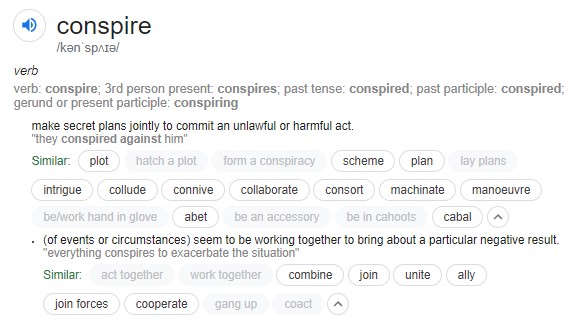 conspire
/kənˈspʌɪə/
verb
verb: conspire; 3rd person present: conspires; past tense: conspired; past participle: conspired;
gerund or present participle: conspiring
make secret plans jointly to commit an unlawful or harmful act.
"they conspired against him"
Similar: plot hatch a plot form a conspiracy scheme plan lay plans
intrigue collude connive collaborate consort machinate manoeuvre
be/work hand in glove abet be an accessory be in cahoots cabal
• (of events or circumstances) seem to be working together to bring about a particular negative result.
"everything conspires to exacerbate the situation"
Similar: act together work together combine join unite ally
join forces cooperate gang up coact